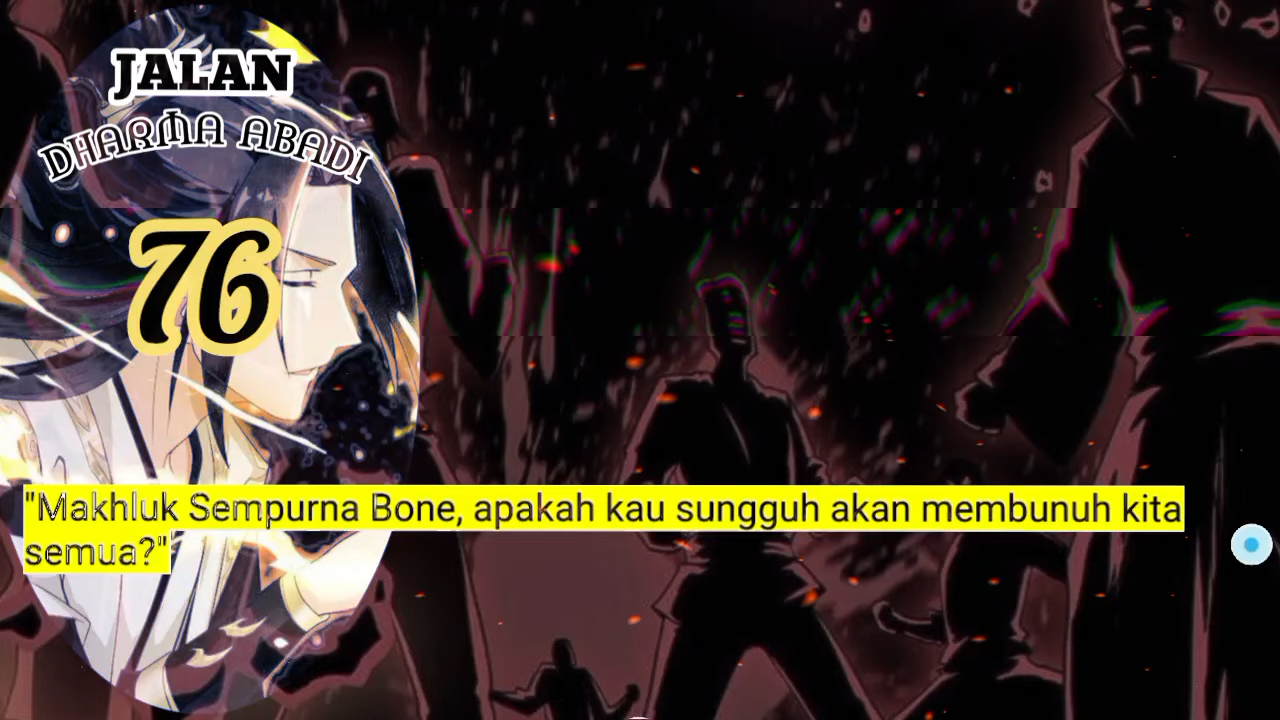 JALAN
DHARMA ABADI
76
"Makhluk Sempurna Bone, apakah kau sungguh akan membunuh kita
semua?"